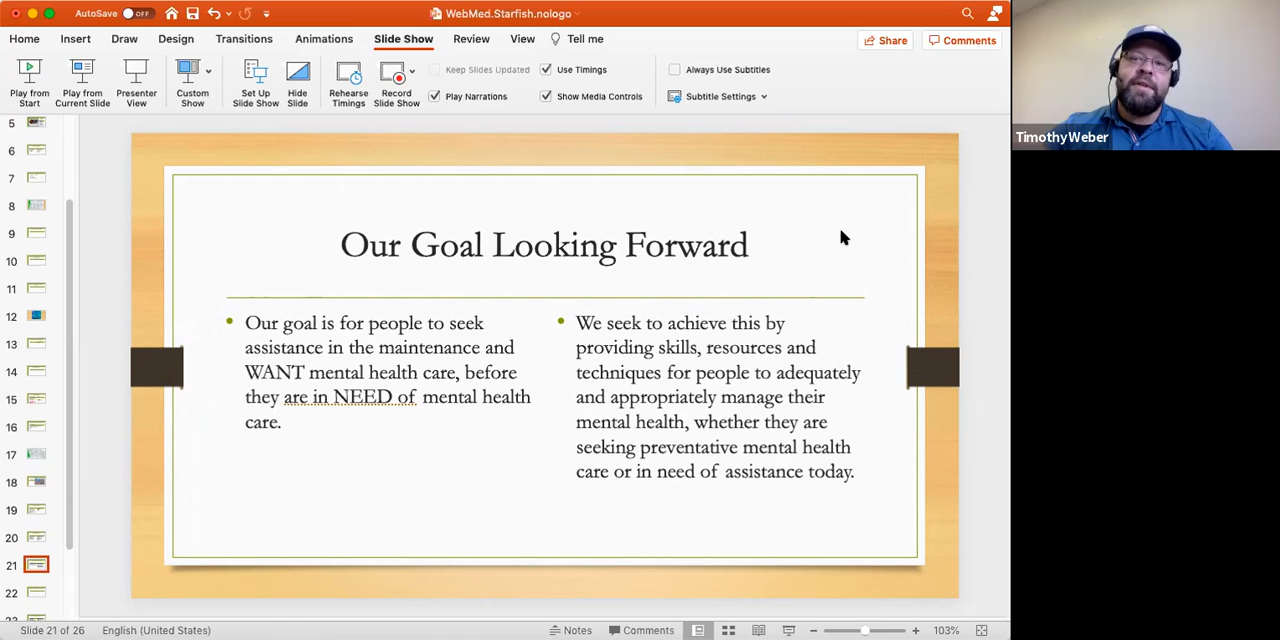 AutoSave OFF
WebMed.Starfish.nologo
Home Insert Draw Design Transitions Animations Slide Show Review View Tell me Share Comments
Play from Start
Play from Current Slide
Presenter View
Custom Show
Set Up Slide Show
Hide Slide
Rehearse Timings
Record Slide Show
Keep Slides Updated
Play Narrations
Use Timings
Show Media Controls
Always Use Subtitles
Subtitle Settings
5
6
7
8
9
10
11
12
13
14
15
16
17
18
19
20
21
22
Our Goal Looking Forward
Our goal is for people to seek
assistance in the maintenance and
WANT mental health care, before
they are in NEED of mental health
care.
We seek to achieve this by
providing skills, resources and
techniques for people to adequately
and appropriately manage their
mental health, whether they are
seeking preventative mental health
care or in need of assistance today.
Timothy Weber
Slide 21 of 26 English (United States) Notes Comments 103%